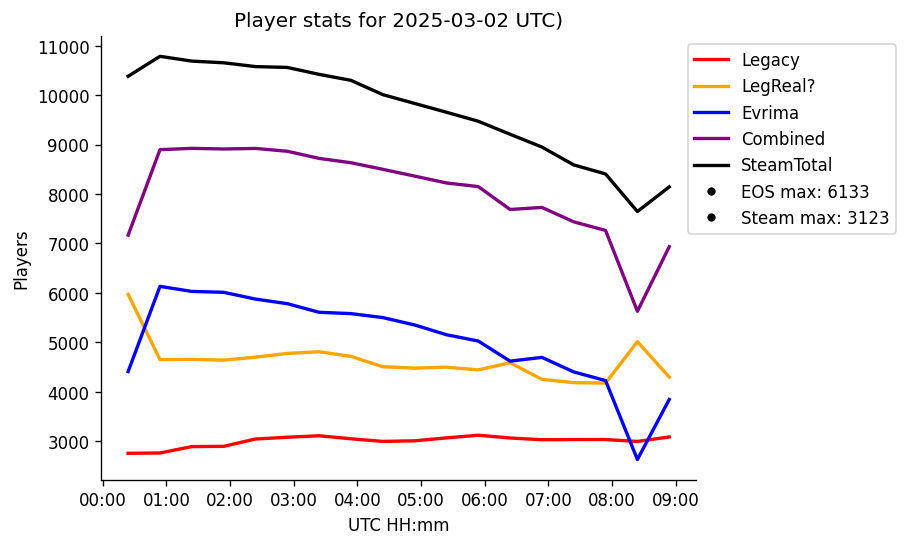 Player stats for 2025-03-02 UTC)
11000
10000
9000
8000
7000
6000
5000
4000
3000
Players
00:00 01:00 02:00 03:00 04:00 05:00 06:00 07:00 08:00 09:00
UTC HH:mm
Legacy
LegReal?
Evrima
Combined
SteamTotal
EOS max: 6133
Steam max: 3123